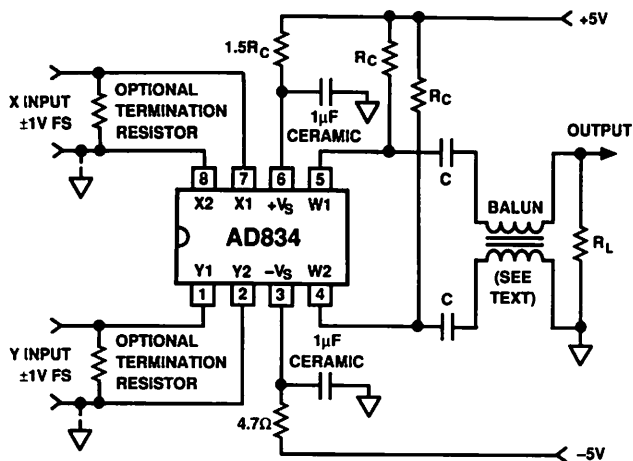 +5V
1.5RC
RC
RC
X INPUT
±1V FS
OPTIONAL
TERMINATION
RESISTOR
1μF
CERAMIC
OUTPUT
C
8 7 6 5
X2 X1 +VS W1
BALUN
AD834
RL
(SEE
TEXT)
Y1 Y2 –VS W2
1 2 3 4
C
1μF
CERAMIC
Y INPUT
±1V FS
OPTIONAL
TERMINATION
RESISTOR
4.7Ω
–5V